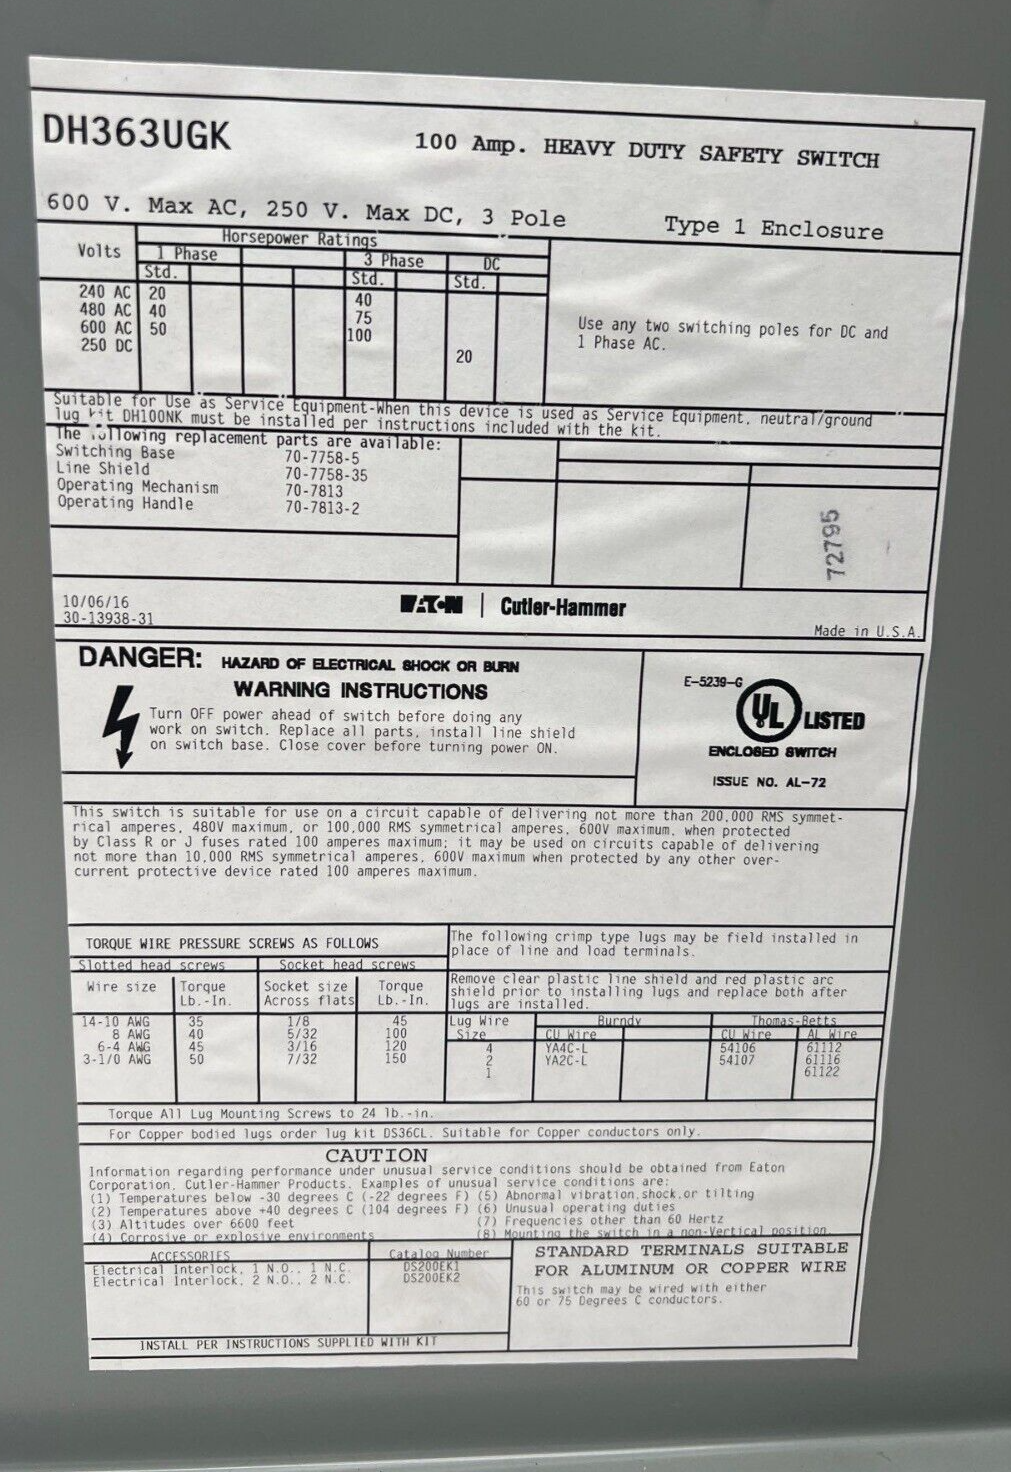 DH363UGK
100 Amp. HEAVY DUTY SAFETY SWITCH
600 V. Max AC, 250 V. Max DC, 3 Pole
Type 1 Enclosure
Volts
Horsepower Ratings
1 Phase 3 Phase DC
Std. Std. Std.
240 AC 20 40
480 AC 40 75
600 AC 50 100
250 DC 20
Use any two switching poles for DC and
1 Phase AC.
Suitable for Use as Service Equipment-When this device is used as Service Equipment, neutral/ground
lug kit DH100NK must be installed per instructions included with the kit.
The following replacement parts are available:
Switching Base 70-7758-5
Line Shield 70-7758-35
Operating Mechanism 70-7813
Operating Handle 70-7813-2
72795
10/06/16
30-13938-31
EATON | Cutler-Hammer
Made in U.S.A.
DANGER: HAZARD OF ELECTRICAL SHOCK OR BURN
WARNING INSTRUCTIONS
Turn OFF power ahead of switch before doing any
work on switch. Replace all parts, install line shield
on switch base. Close cover before turning power ON.
E-5239-G
UL LISTED
ENCLOSED SWITCH
ISSUE NO. AL-72
This switch is suitable for use on a circuit capable of delivering not more than 200,000 RMS symmet-
rical amperes, 480V maximum, or 100,000 RMS symmetrical amperes, 600V maximum, when protected
by Class R or J fuses rated 100 amperes maximum; it may be used on circuits capable of delivering
not more than 10,000 RMS symmetrical amperes, 600V maximum when protected by any other over-
current protective device rated 100 amperes maximum.
TORQUE WIRE PRESSURE SCREWS AS FOLLOWS
Slotted head screws Socket head screws
Wire size Torque Socket size Torque
Lb.-In. Across flats Lb.-In.
14-10 AWG 35 1/8 45
8 AWG 40 5/32 100
6-4 AWG 45 3/16 120
3-1/0 AWG 50 7/32 150
The following crimp type lugs may be field installed in
place of line and load terminals.
Remove clear plastic line shield and red plastic arc
shield prior to installing lugs and replace both after
lugs are installed.
Lug Wire Burndy Thomas-Betts
Size CU Wire CU Wire AL Wire
4 YA4C-L 54106 61112
2 YA2C-L 54107 61116
1 61122
Torque All Lug Mounting Screws to 24 lb.-in.
For Copper bodied lugs order lug kit DS36CL. Suitable for Copper conductors only.
CAUTION
Information regarding performance under unusual service conditions should be obtained from Eaton
Corporation, Cutler-Hammer Products. Examples of unusual service conditions are:
(1) Temperatures below -30 degrees C (-22 degrees F) (5) Abnormal vibration,shock,or tilting
(2) Temperatures above +40 degrees C (104 degrees F) (6) Unusual operating duties
(3) Altitudes over 6600 feet (7) Frequencies other than 60 Hertz
(4) Corrosive or explosive environments (8) Mounting the switch in a non-Vertical position.
ACCESSORIES Catalog Number
Electrical Interlock, 1 N.O., 1 N.C. DS200EK1
Electrical Interlock, 2 N.O., 2 N.C. DS200EK2
INSTALL PER INSTRUCTIONS SUPPLIED WITH KIT
STANDARD TERMINALS SUITABLE
FOR ALUMINUM OR COPPER WIRE
This switch may be wired with either
60 or 75 Degrees C conductors.